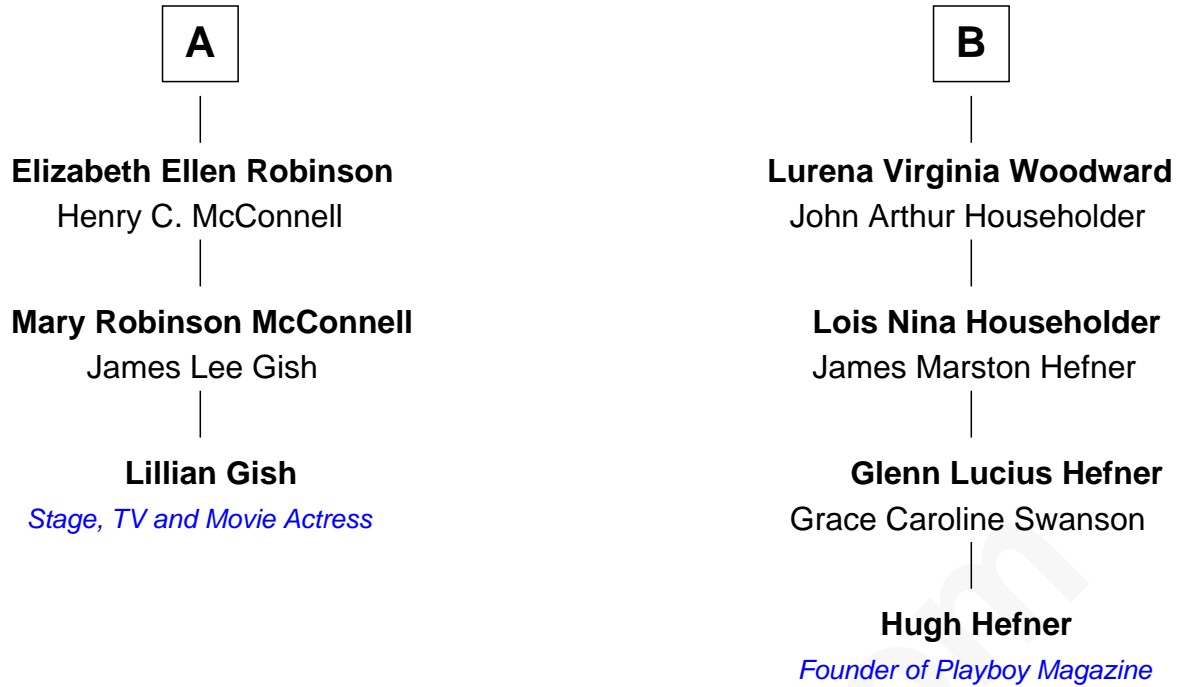 A
Elizabeth Ellen Robinson
Henry C. McConnell
Mary Robinson McConnell
James Lee Gish
Lillian Gish
Stage, TV and Movie Actress
B
Lurena Virginia Woodward
John Arthur Householder
Lois Nina Householder
James Marston Hefner
Glenn Lucius Hefner
Grace Caroline Swanson
Hugh Hefner
Founder of Playboy Magazine